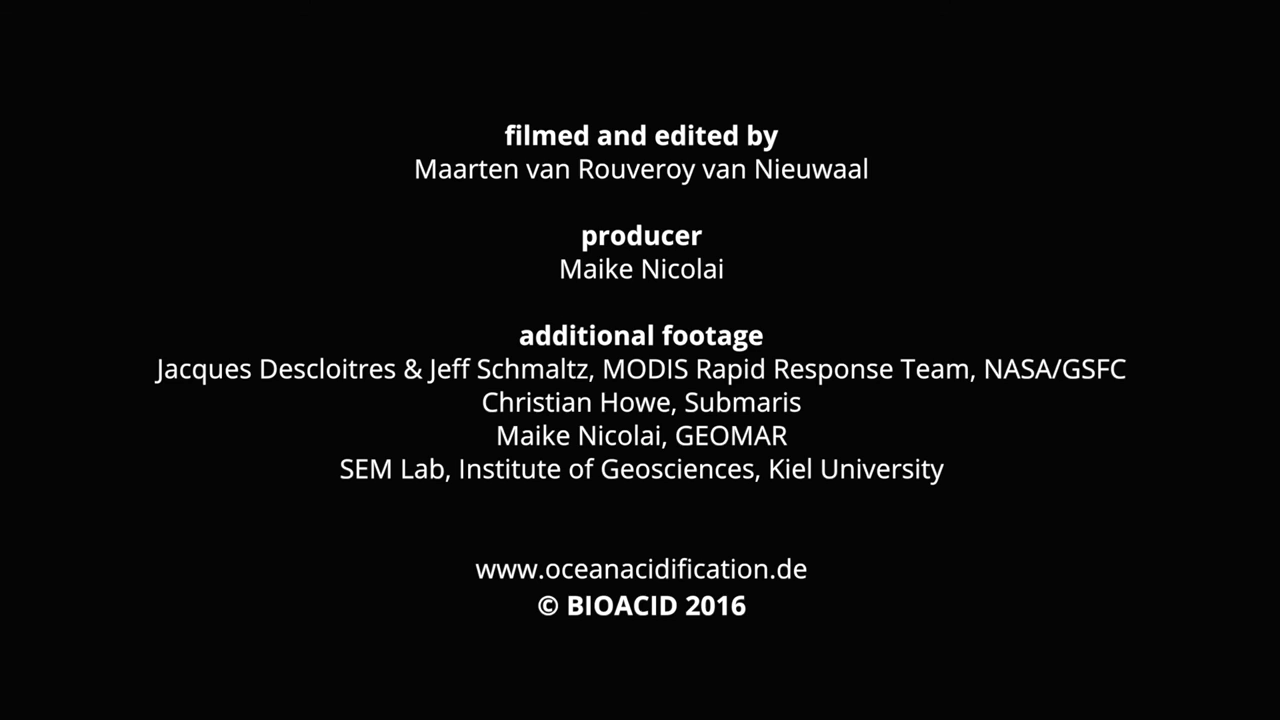 filmed and edited by
Maarten van Rouveroy van Nieuwaal
producer
Maike Nicolai
additional footage
Jacques Descloitres & Jeff Schmaltz, MODIS Rapid Response Team, NASA/GSFC
Christian Howe, Submaris
Maike Nicolai, GEOMAR
SEM Lab, Institute of Geosciences, Kiel University
www.oceanacidification.de
© BIOACID 2016